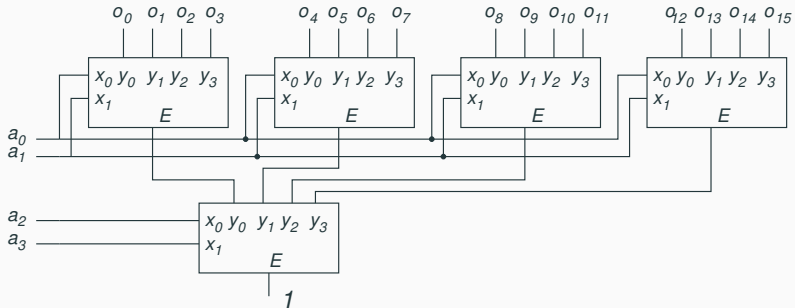 o0 o1 o2 o3 o4 o5 o6 o7 o8 o9 o10 o11 o12 o13 o14 o15
x0 y0 y1 y2 y3 x0 y0 y1 y2 y3 x0 y0 y1 y2 y3 x0 y0 y1 y2 y3
x1 x1 x1 x1
E E E E
a0
a1
a2 x0 y0 y1 y2 y3
a3 x1
E
1